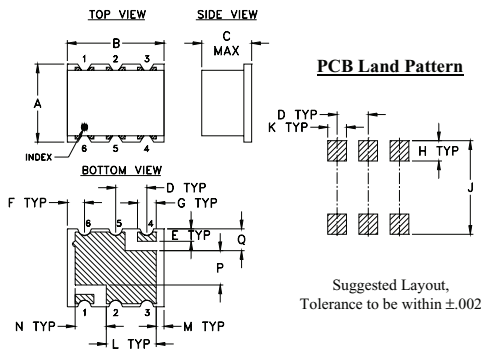 TOP VIEW
SIDE VIEW
B
C
MAX
1 2 3
A
6 5 4
INDEX
PCB Land Pattern
D TYP
K TYP
H TYP
J
BOTTOM VIEW
D TYP
F TYP
G TYP
6 5 4
E TYP
Q
P
1 2 3
N TYP
M TYP
L TYP
Suggested Layout,
Tolerance to be within ±.002